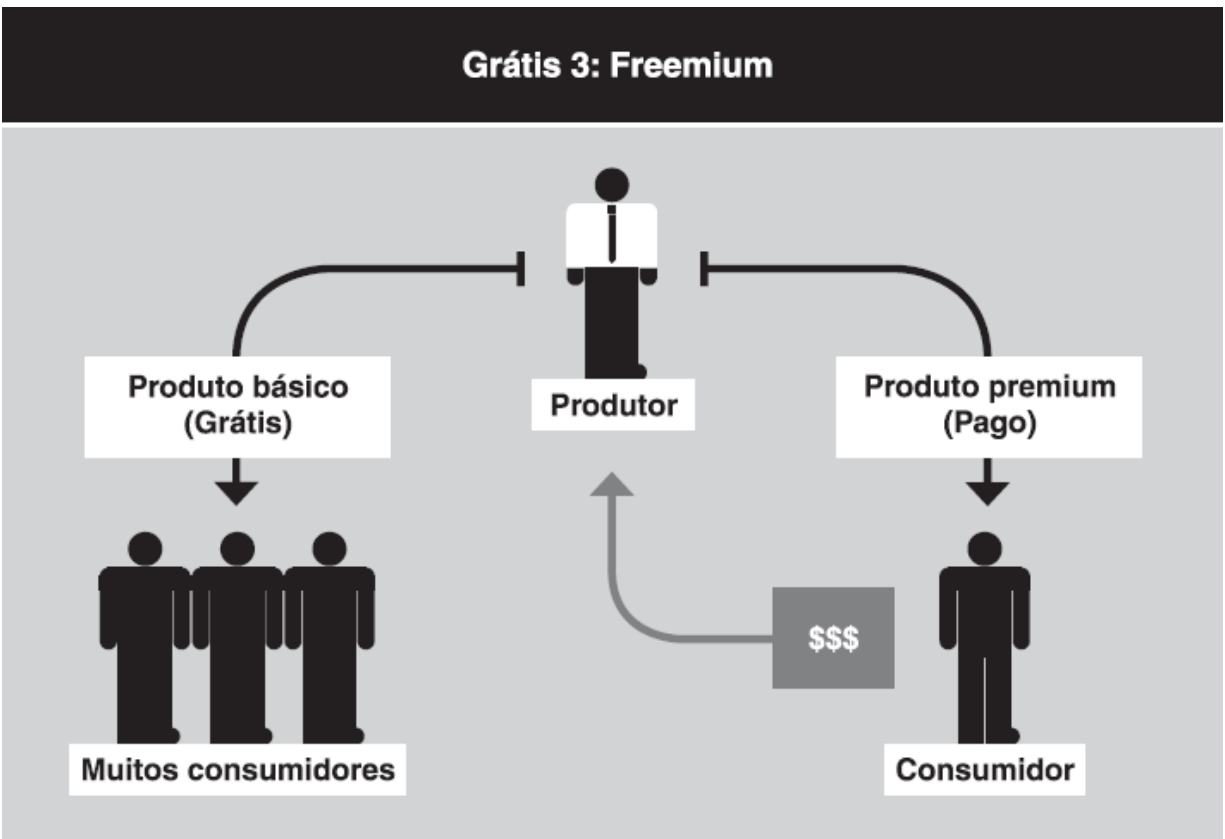 Grátis 3: Freemium
Produto básico
(Grátis)
Produtor
Produto premium
(Pago)
$$$
Muitos consumidores
Consumidor